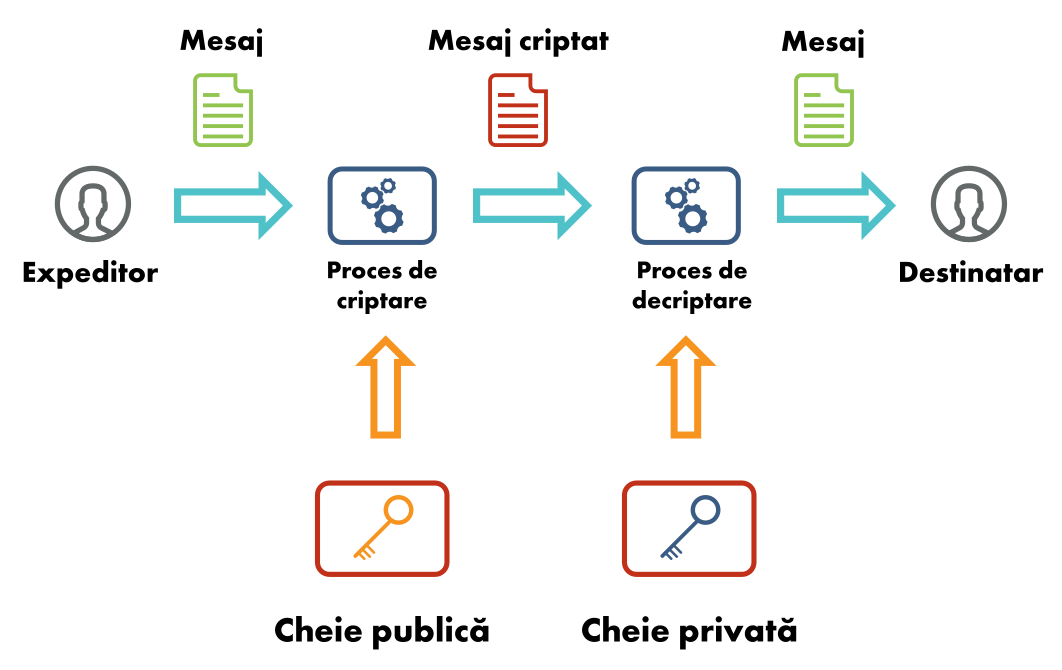 Mesaj
Mesaj criptat
Mesaj
Expeditor
Proces de
criptare
Proces de
decriptare
Destinatar
Cheie publică
Cheie privată